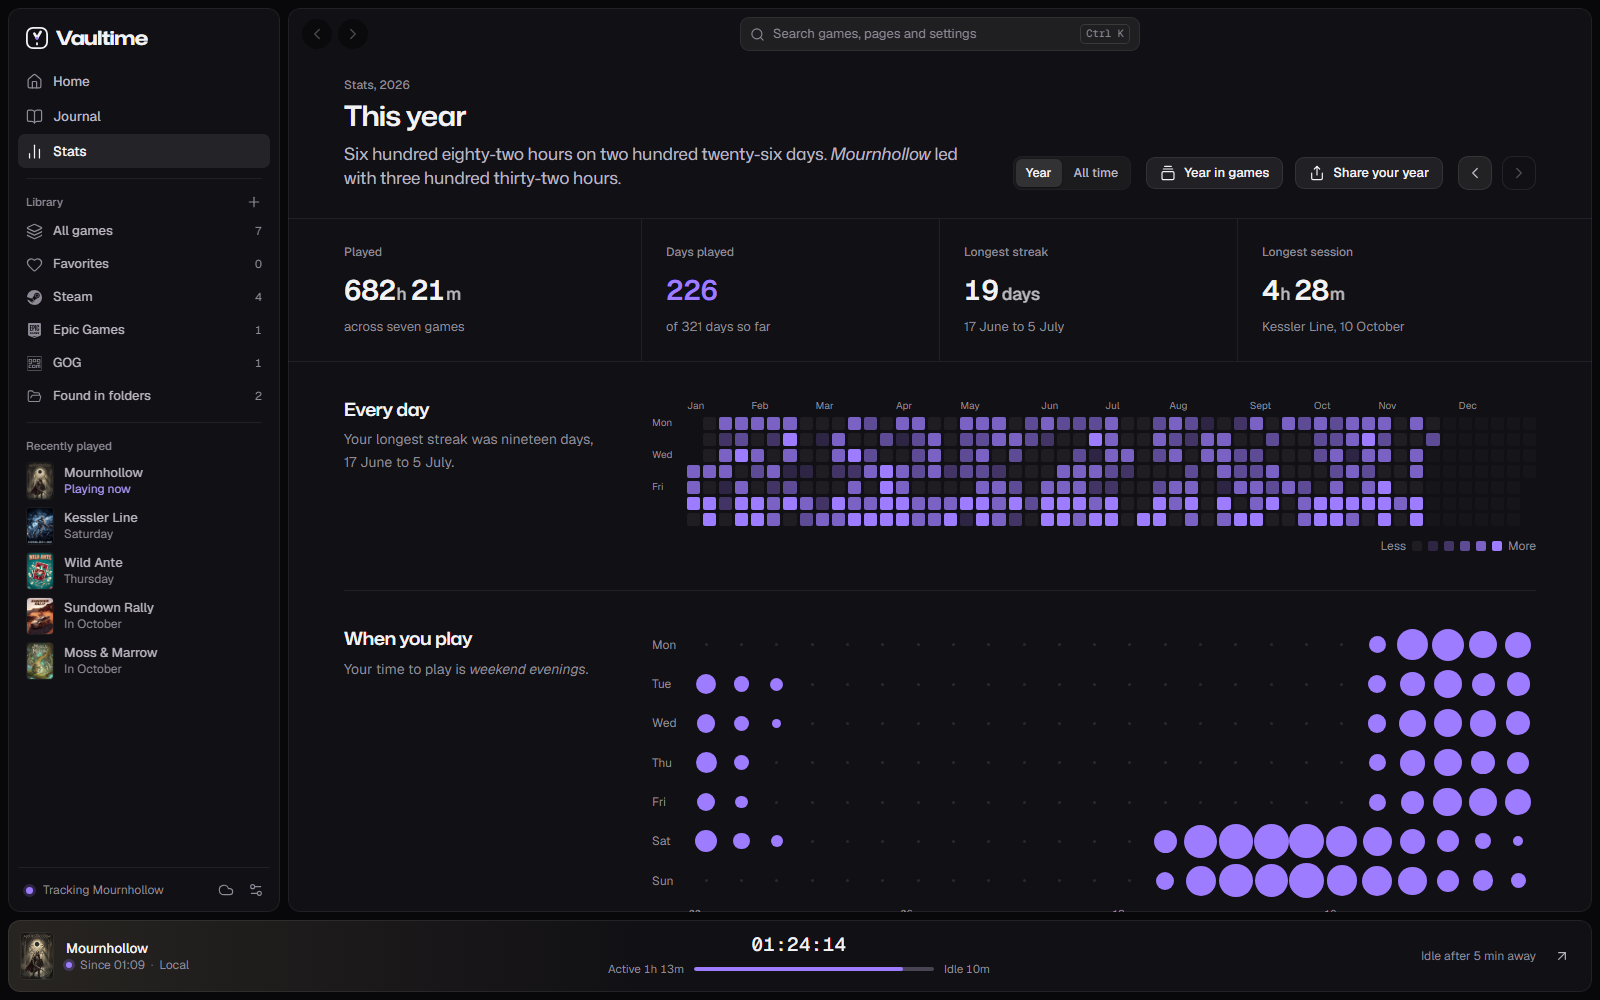 Vaultime
Home
Journal
Stats
Library
All games 7
Favorites 0
Steam 4
Epic Games 1
GOG 1
Found in folders 2
Recently played
Mournhollow
Playing now
Kessler Line
Saturday
Wild Ante
Thursday
Sundown Rally
In October
Moss & Marrow
In October
Tracking Mournhollow
Search games, pages and settings Ctrl K
Stats, 2026
This year
Six hundred eighty-two hours on two hundred twenty-six days. Mournhollow led
with three hundred thirty-two hours.
Year All time Year in games Share your year
Played
682h 21m
across seven games
Days played
226
of 321 days so far
Longest streak
19 days
17 June to 5 July
Longest session
4h 28m
Kessler Line, 10 October
Every day
Your longest streak was nineteen days,
17 June to 5 July.
Jan Feb Mar Apr May Jun Jul Aug Sept Oct Nov Dec
Mon
Wed
Fri
Less More
When you play
Your time to play is weekend evenings.
Mon
Tue
Wed
Thu
Fri
Sat
Sun
Mournhollow
Since 01:09 · Local
01:24:14
Active 1h 13m Idle 10m
Idle after 5 min away